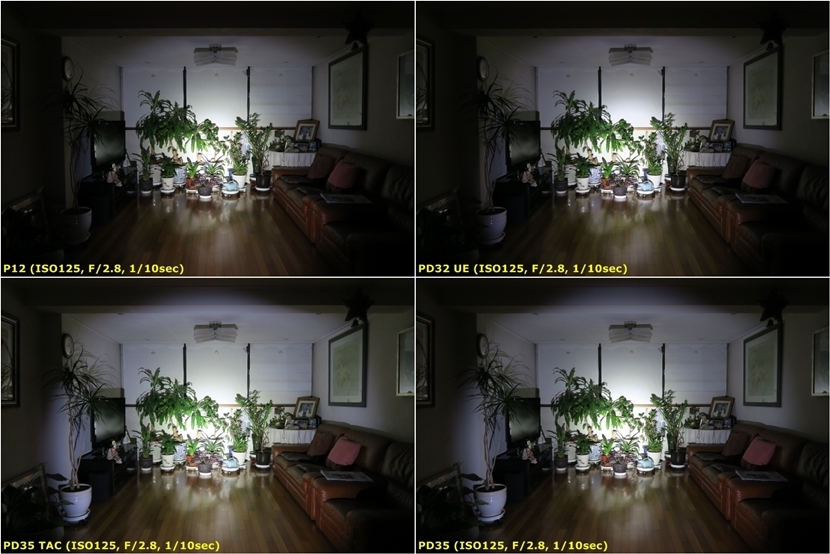 P12 (ISO125, F/2.8, 1/10sec)
PD32 UE (ISO125, F/2.8, 1/10sec)
PD35 TAC (ISO125, F/2.8, 1/10sec)
PD35 (ISO125, F/2.8, 1/10sec)